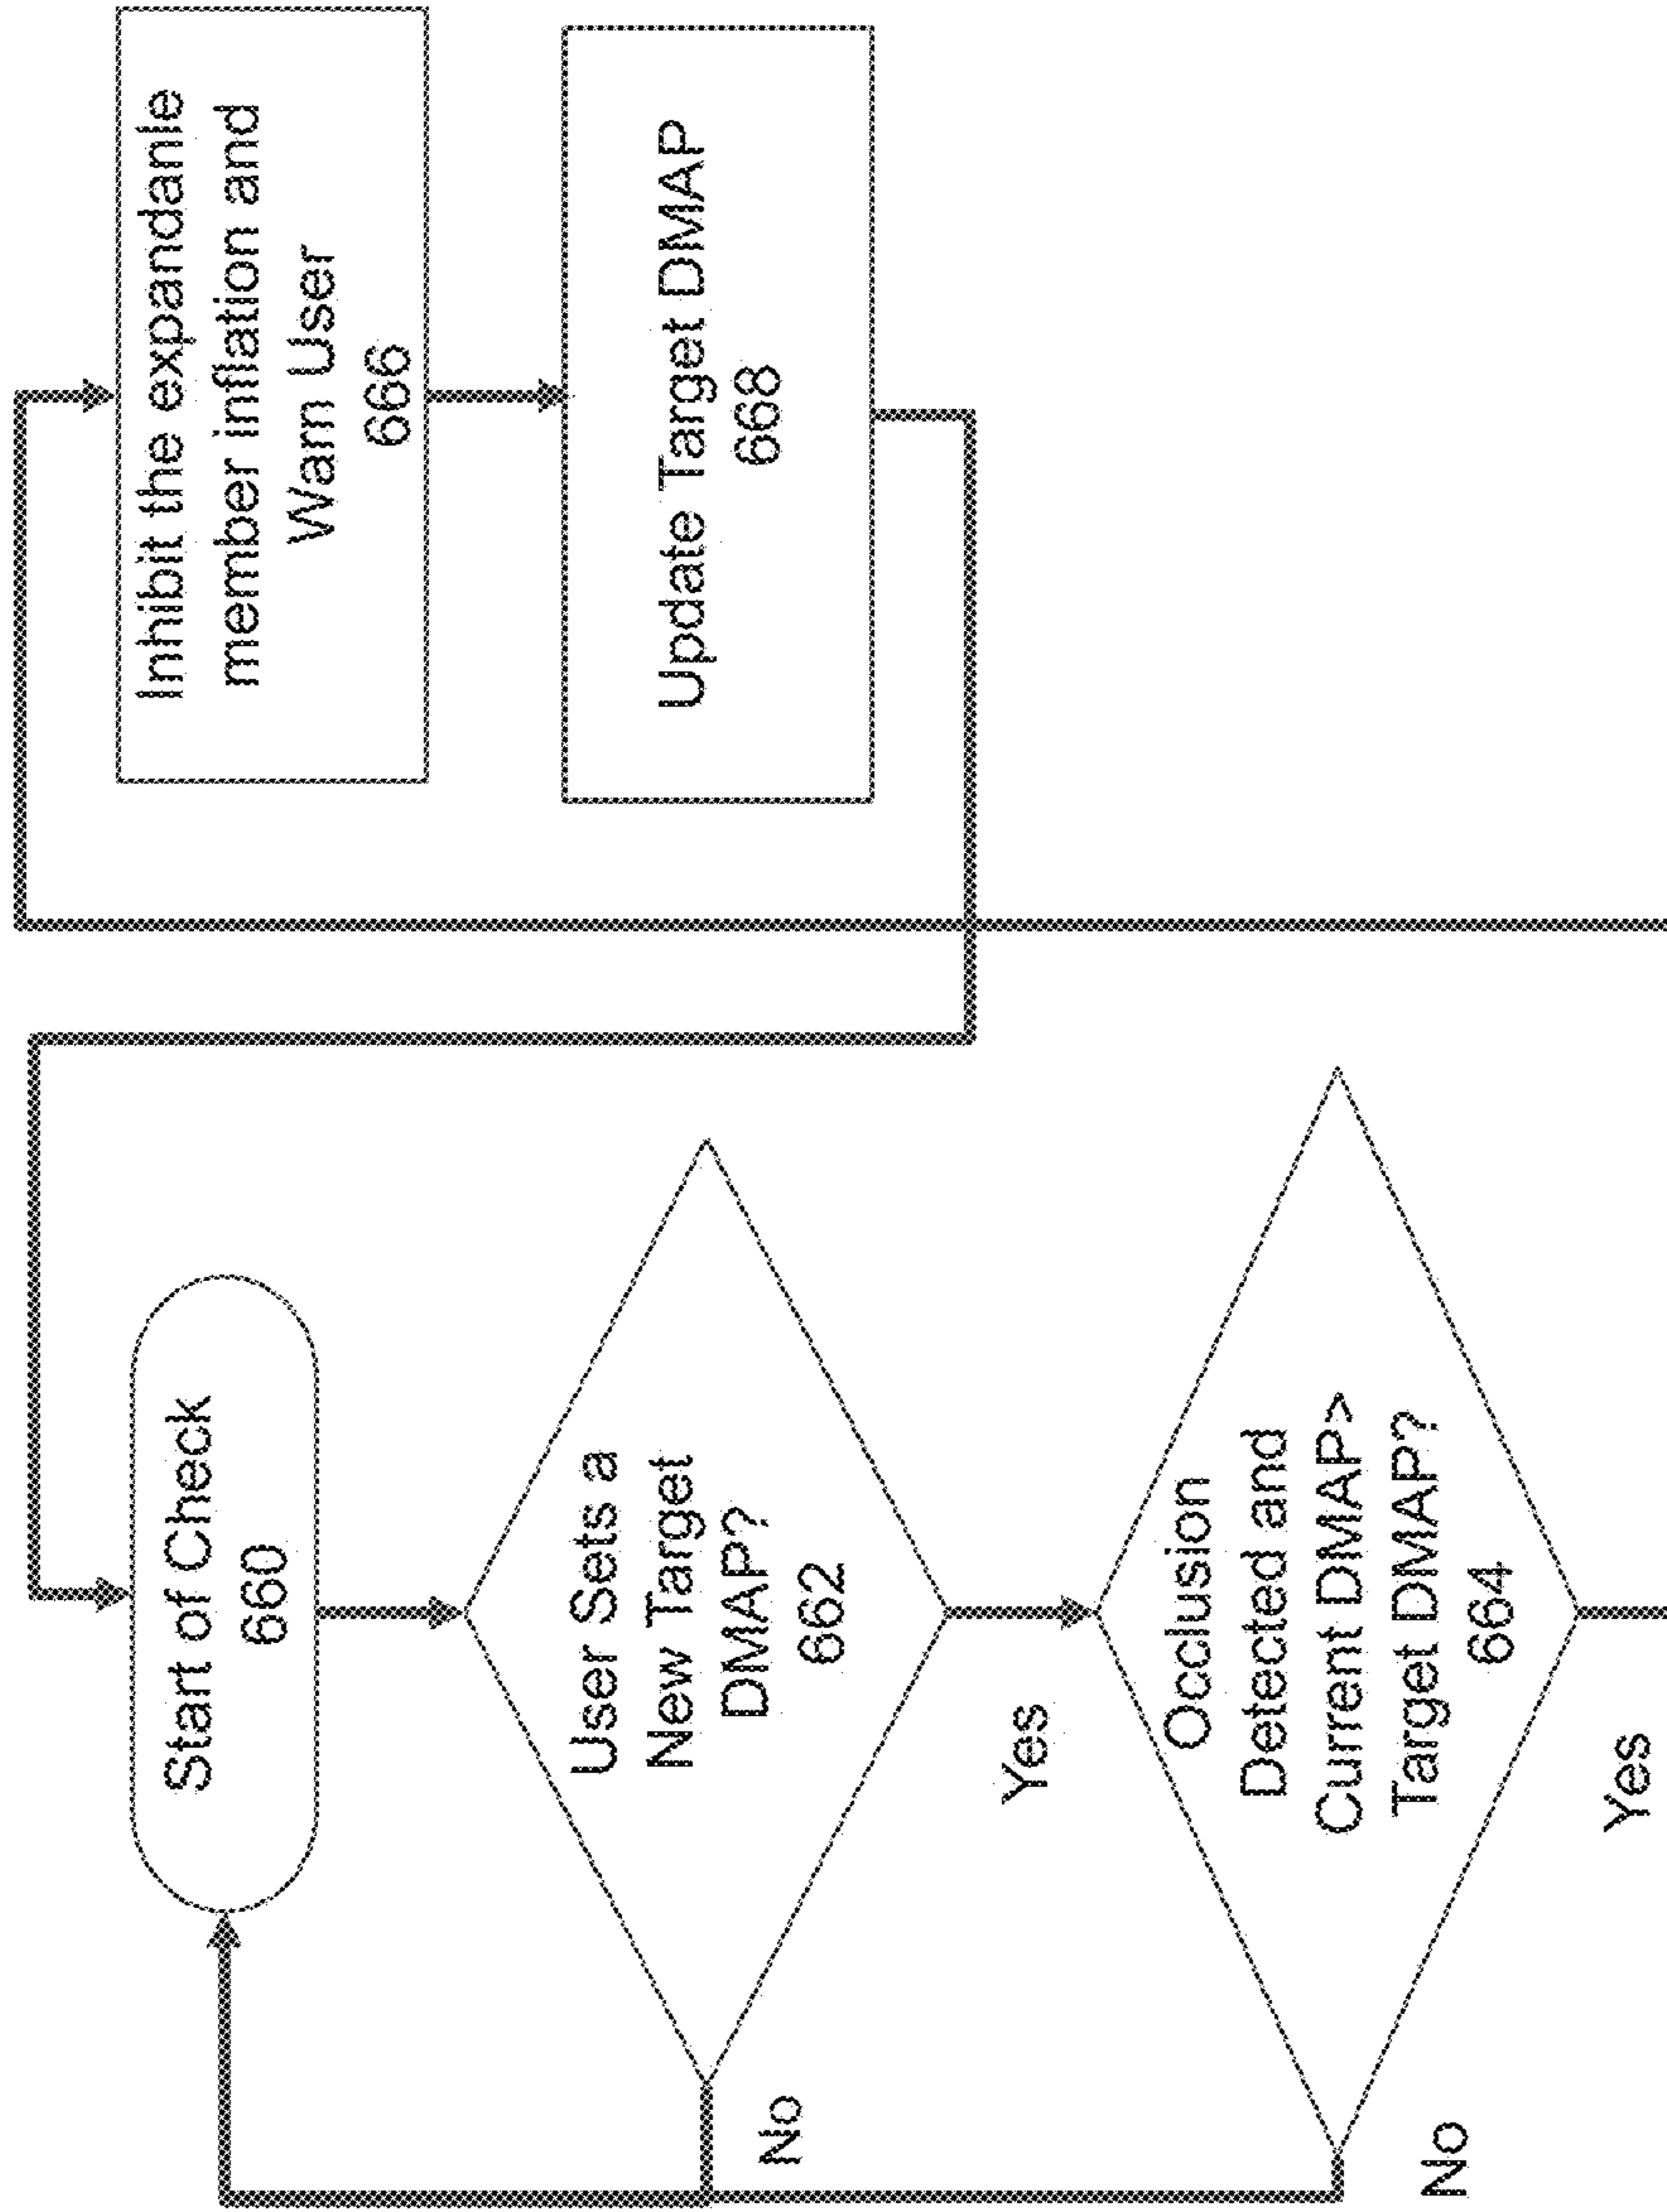 Start of Check
660
User Sets a
New Target
DMAP?
862
No
Yes
Occlusion
Detected and
Current DMAP>
Target DMAP?
664
No
Yes
Inhibit the expandanle
member inflation and
Warn User
666
Update Target DMAP
668